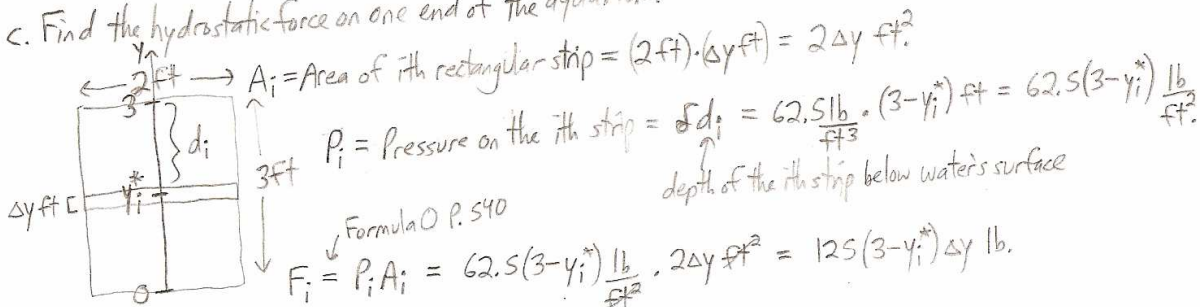 c. Find the hydrostatic force on one end of the
y
2ft
A_i = Area of ith rectangular strip = (2ft)·(Δy ft) = 2Δy ft².
3
d_i
P_i = Pressure on the ith strip = δd_i = 62.5 lb/ft³ · (3-y_i*) ft = 62.5(3-y_i*) lb/ft².
3ft
depth of the ith strip below water's surface
Δy ft [
y_i*
Formula ① P. 540
F_i = P_i A_i = 62.5(3-y_i*) lb/ft² · 2Δy ft² = 125(3-y_i*)Δy lb.
0